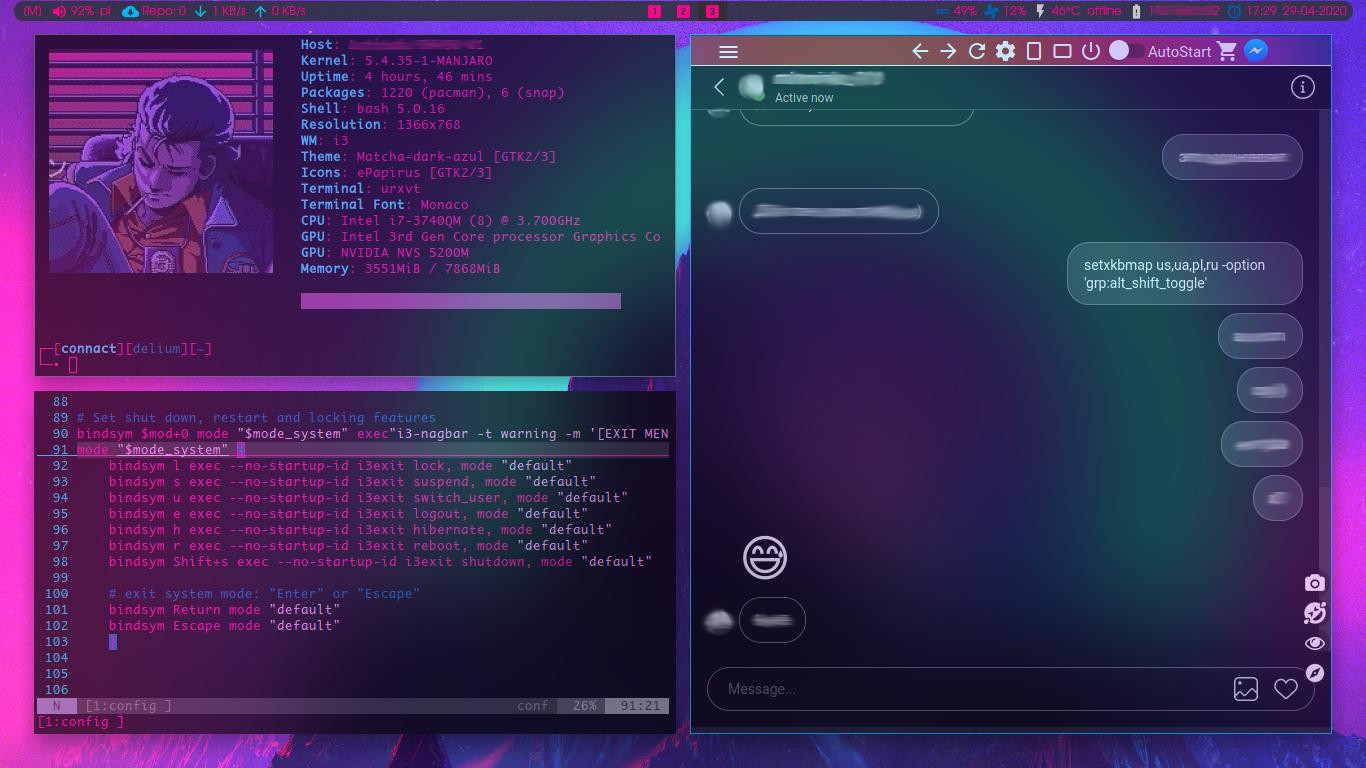 (M) 92% pl Repo: 0 1 KB/s 0 KB/s 1 2 3 49% 12% 46°C offline 17:29 29-04-2020
Host:
Kernel: 5.4.35-1-MANJARO
Uptime: 4 hours, 46 mins
Packages: 1220 (pacman), 6 (snap)
Shell: bash 5.0.16
Resolution: 1366x768
WM: i3
Theme: Matcha-dark-azul [GTK2/3]
Icons: ePapirus [GTK2/3]
Terminal: urxvt
Terminal Font: Monaco
CPU: Intel i7-3740QM (8) @ 3.700GHz
GPU: Intel 3rd Gen Core processor Graphics Co
GPU: NVIDIA NVS 5200M
Memory: 3551MiB / 7868MiB
[connact][delium][~]
88
89 # Set shut down, restart and locking features
90 bindsym $mod+0 mode "$mode_system" exec"i3-nagbar -t warning -m '[EXIT MEN
91 mode "$mode_system" {
92 bindsym l exec --no-startup-id i3exit lock, mode "default"
93 bindsym s exec --no-startup-id i3exit suspend, mode "default"
94 bindsym u exec --no-startup-id i3exit switch_user, mode "default"
95 bindsym e exec --no-startup-id i3exit logout, mode "default"
96 bindsym h exec --no-startup-id i3exit hibernate, mode "default"
97 bindsym r exec --no-startup-id i3exit reboot, mode "default"
98 bindsym Shift+s exec --no-startup-id i3exit shutdown, mode "default"
99
100 # exit system mode: "Enter" or "Escape"
101 bindsym Return mode "default"
102 bindsym Escape mode "default"
103 }
104
105
106
N [1:config ] conf 26% 91:21
[1:config ]
AutoStart
Active now
setxkbmap us,ua,pl,ru -option
'grp:alt_shift_toggle'
Message...